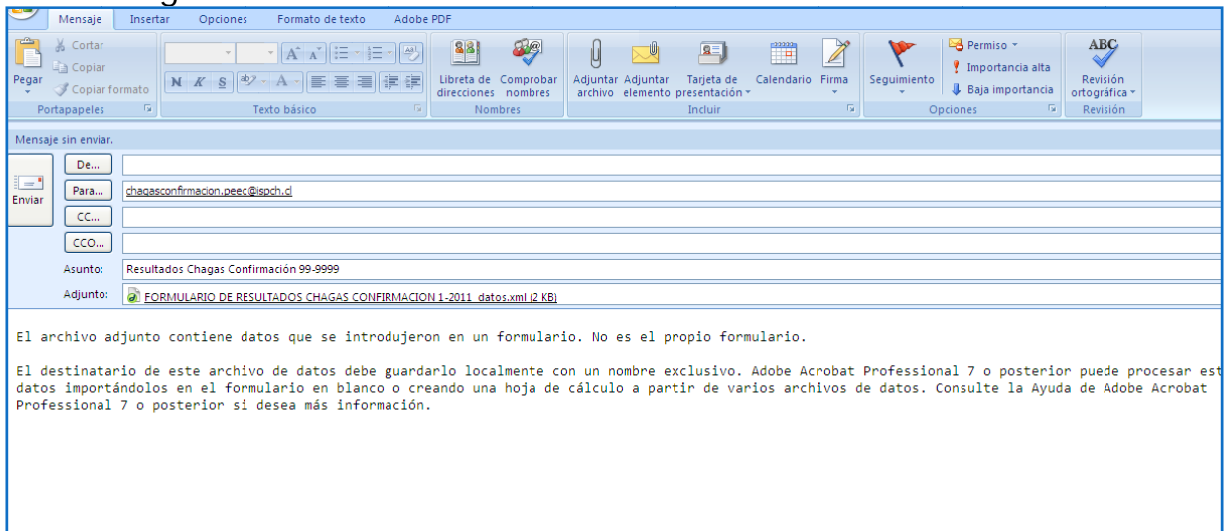 Mensaje Insertar Opciones Formato de texto Adobe PDF
Pegar
Cortar
Copiar
Copiar formato
Portapapeles
N K S
Texto básico
Libreta de direcciones
Comprobar nombres
Nombres
Adjuntar archivo
Adjuntar elemento
Tarjeta de presentación
Calendario
Firma
Incluir
Seguimiento
Permiso
Importancia alta
Baja importancia
Opciones
ABC
Revisión ortográfica
Revisión
Mensaje sin enviar.
Enviar
De...
Para... chagasconfirmacion.peec@ispch.cl
CC...
CCO...
Asunto: Resultados Chagas Confirmación 99-9999
Adjunto: FORMULARIO DE RESULTADOS CHAGAS CONFIRMACION 1-2011_datos.xml (2 KB)
El archivo adjunto contiene datos que se introdujeron en un formulario. No es el propio formulario.
El destinatario de este archivo de datos debe guardarlo localmente con un nombre exclusivo. Adobe Acrobat Professional 7 o posterior puede procesar est
datos importándolos en el formulario en blanco o creando una hoja de cálculo a partir de varios archivos de datos. Consulte la Ayuda de Adobe Acrobat
Professional 7 o posterior si desea más información.